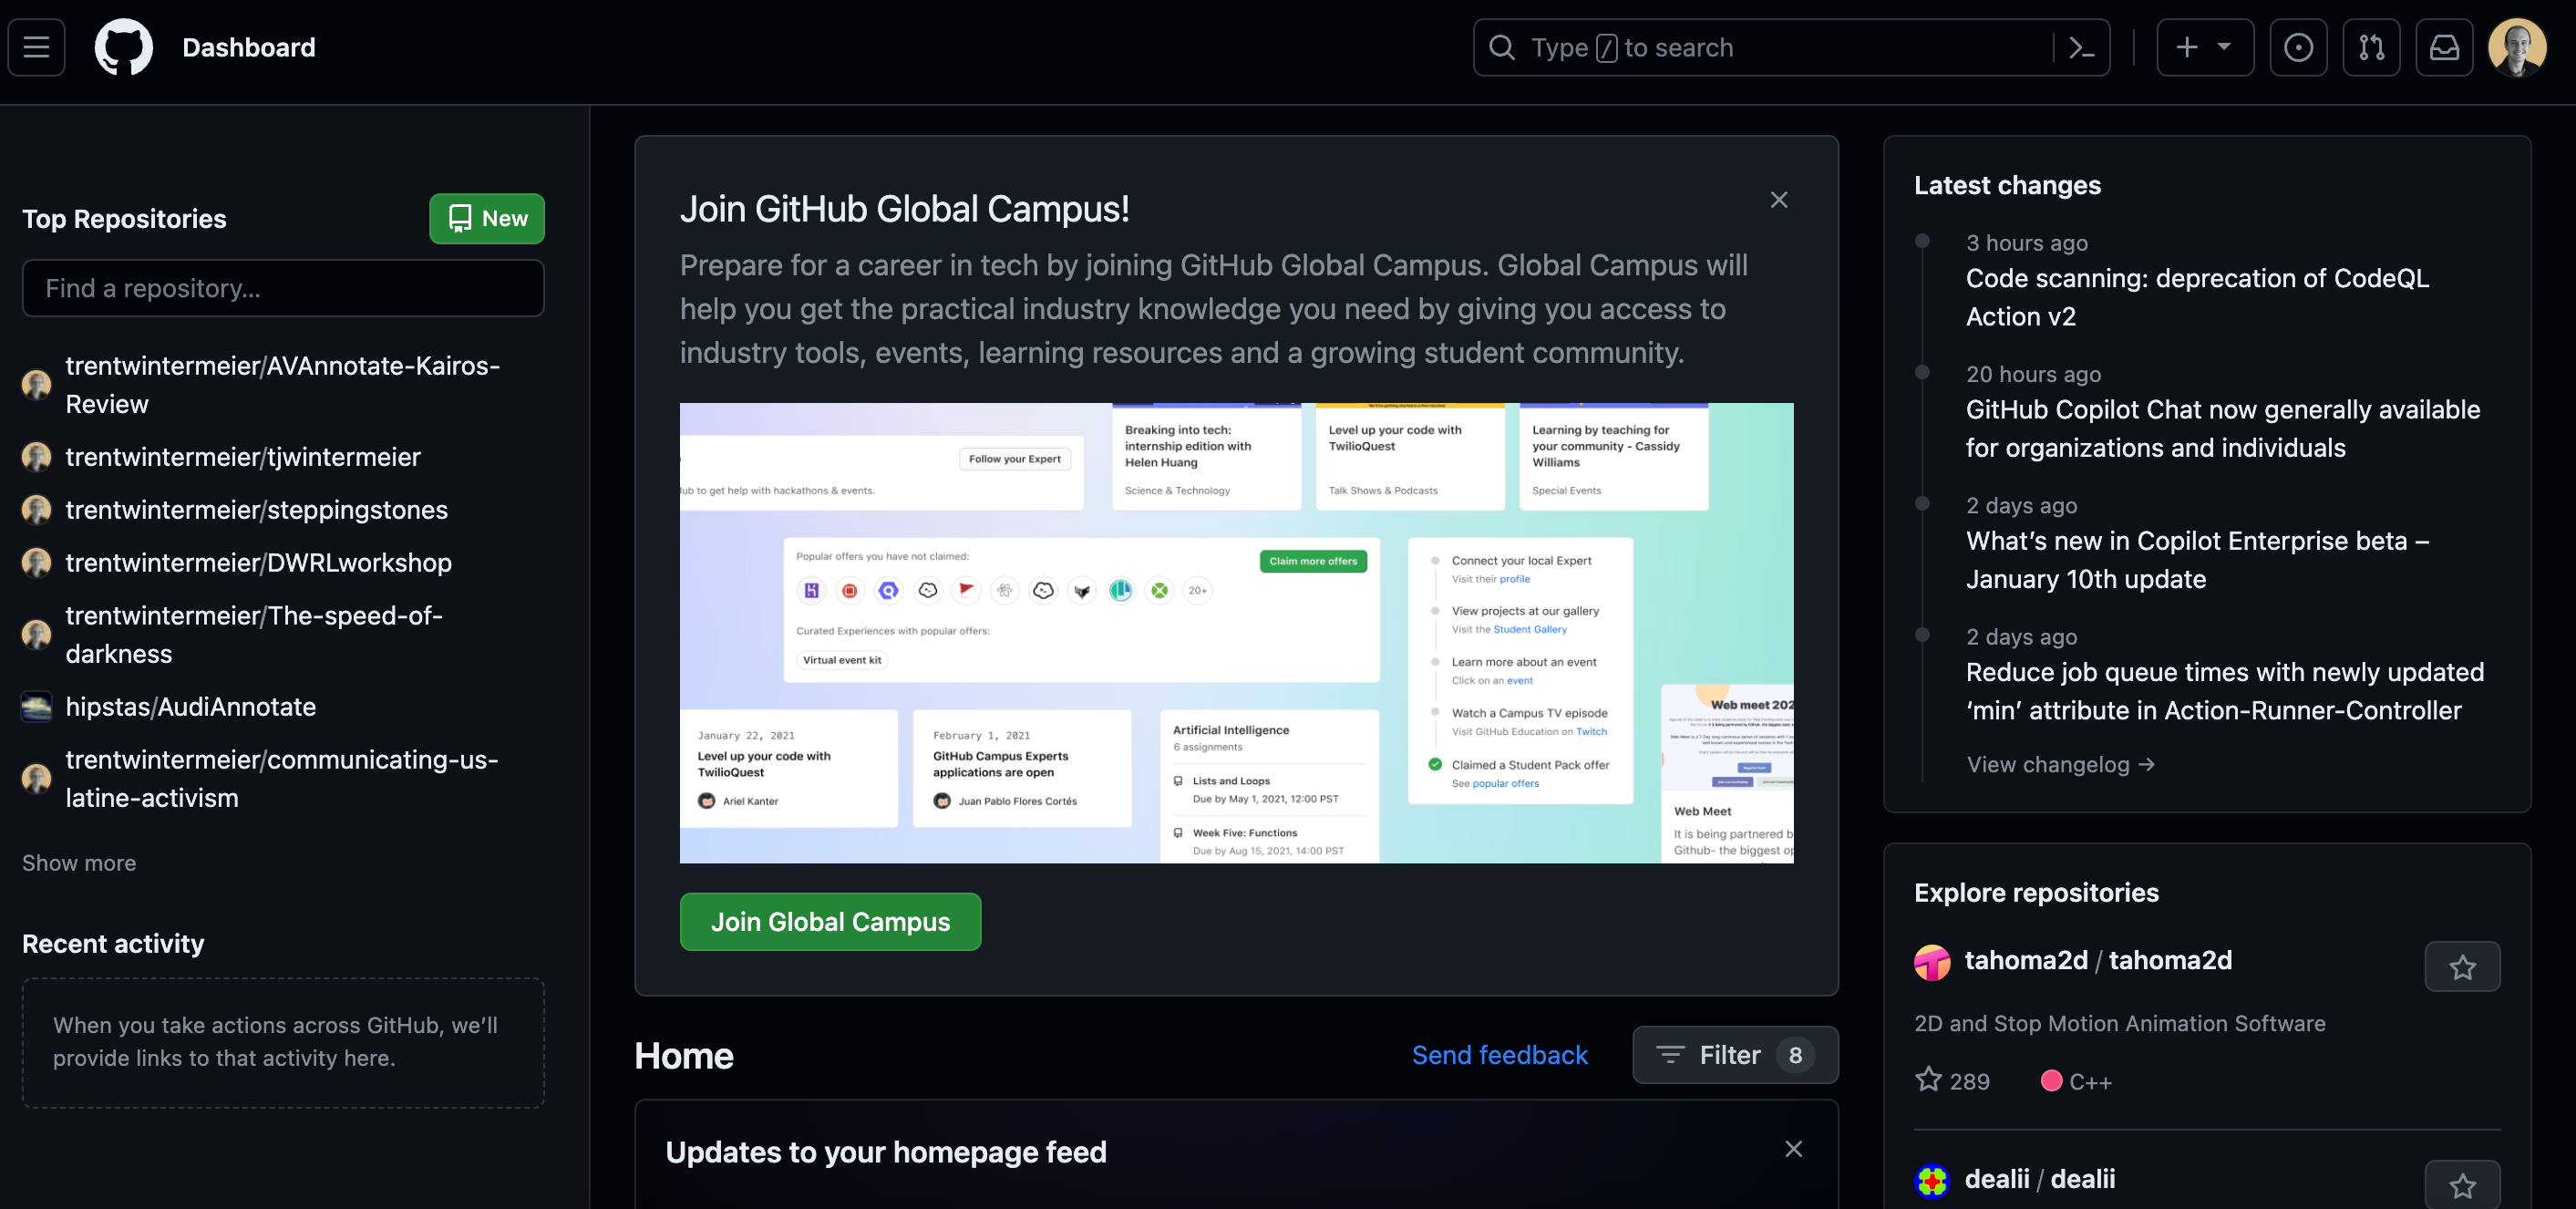 Dashboard
Type / to search
Top Repositories
New
Find a repository...
trentwintermeier/AVAnnotate-Kairos-
Review
trentwintermeier/tjwintermeier
trentwintermeier/steppingstones
trentwintermeier/DWRLworkshop
trentwintermeier/The-speed-of-
darkness
hipstas/AudiAnnotate
trentwintermeier/communicating-us-
latine-activism
Show more
Recent activity
When you take actions across GitHub, we’ll
provide links to that activity here.
Join GitHub Global Campus!
Prepare for a career in tech by joining GitHub Global Campus. Global Campus will
help you get the practical industry knowledge you need by giving you access to
industry tools, events, learning resources and a growing student community.
Follow your Expert
to get help with hackathons & events.
Breaking into tech:
internship edition with
Helen Huang
Science & Technology
Level up your code with
TwilioQuest
Talk Shows & Podcasts
Learning by teaching for
your community - Cassidy
Williams
Special Events
Popular offers you have not claimed:
Claim more offers
20+
Curated Experiences with popular offers:
Virtual event kit
Connect your local Expert
Visit their profile
View projects at our gallery
Visit the Student Gallery
Learn more about an event
Click on an event
Watch a Campus TV episode
Visit GitHub Education on Twitch
Claimed a Student Pack offer
See popular offers
January 22, 2021
Level up your code with
TwilioQuest
Ariel Kanter
February 1, 2021
GitHub Campus Experts
applications are open
Juan Pablo Flores Cortés
Artificial Intelligence
6 assignments
Lists and Loops
Due by May 1, 2021, 12:00 PST
Week Five: Functions
Due by Aug 15, 2021, 14:00 PST
Web meet 202
Web Meet
It is being partnered b
Github- the biggest op
Join Global Campus
Home
Send feedback
Filter 8
Updates to your homepage feed
Latest changes
3 hours ago
Code scanning: deprecation of CodeQL
Action v2
20 hours ago
GitHub Copilot Chat now generally available
for organizations and individuals
2 days ago
What’s new in Copilot Enterprise beta –
January 10th update
2 days ago
Reduce job queue times with newly updated
‘min’ attribute in Action-Runner-Controller
View changelog →
Explore repositories
tahoma2d / tahoma2d
2D and Stop Motion Animation Software
289
C++
dealii / dealii